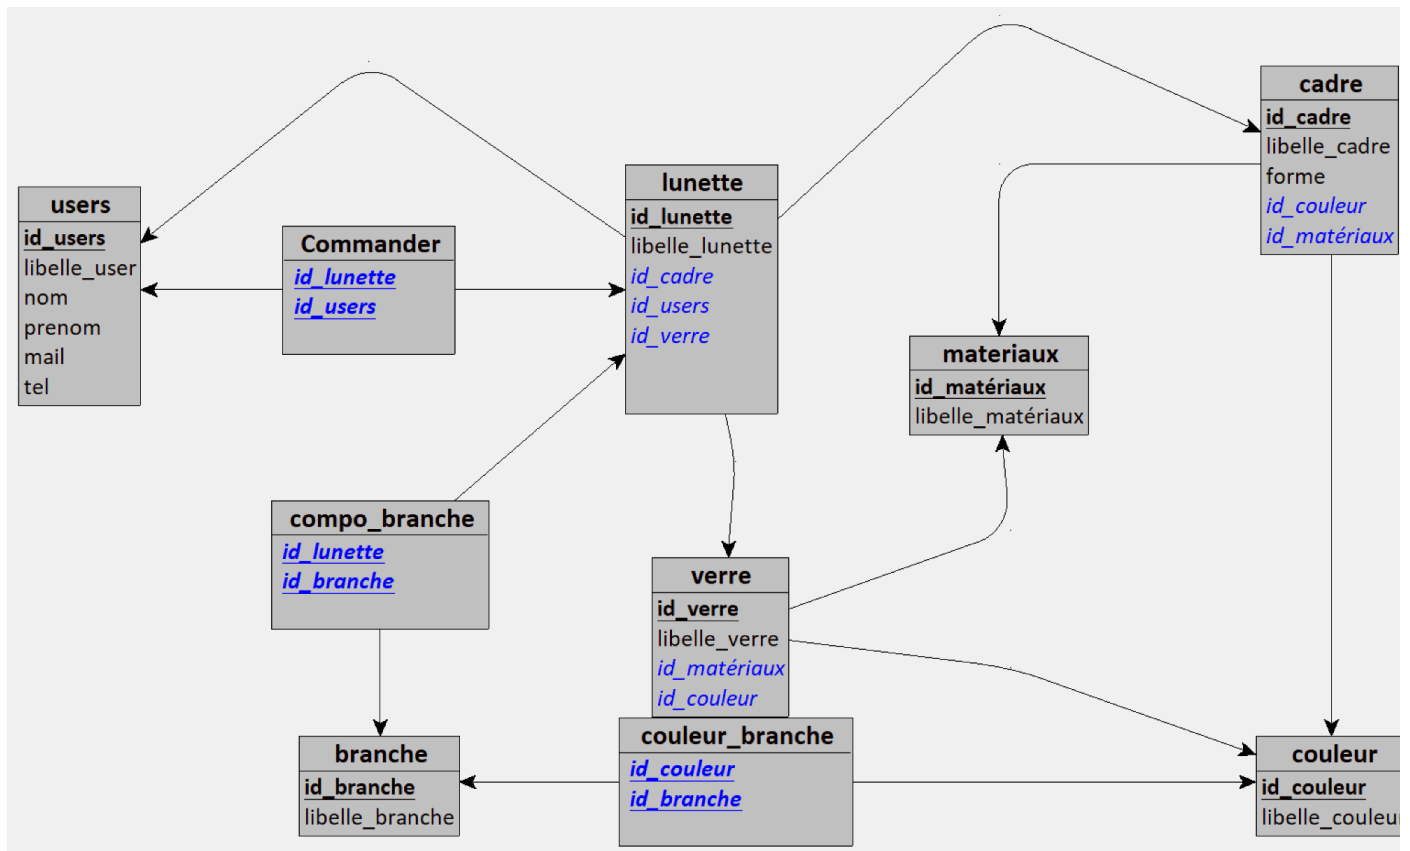 users
id_users
libelle_user
nom
prenom
mail
tel
Commander
id_lunette
id_users
lunette
id_lunette
libelle_lunette
id_cadre
id_users
id_verre
cadre
id_cadre
libelle_cadre
forme
id_couleur
id_matériaux
materiaux
id_matériaux
libelle_matériaux
compo_branche
id_lunette
id_branche
verre
id_verre
libelle_verre
id_matériaux
id_couleur
branche
id_branche
libelle_branche
couleur_branche
id_couleur
id_branche
couleur
id_couleur
libelle_couleur